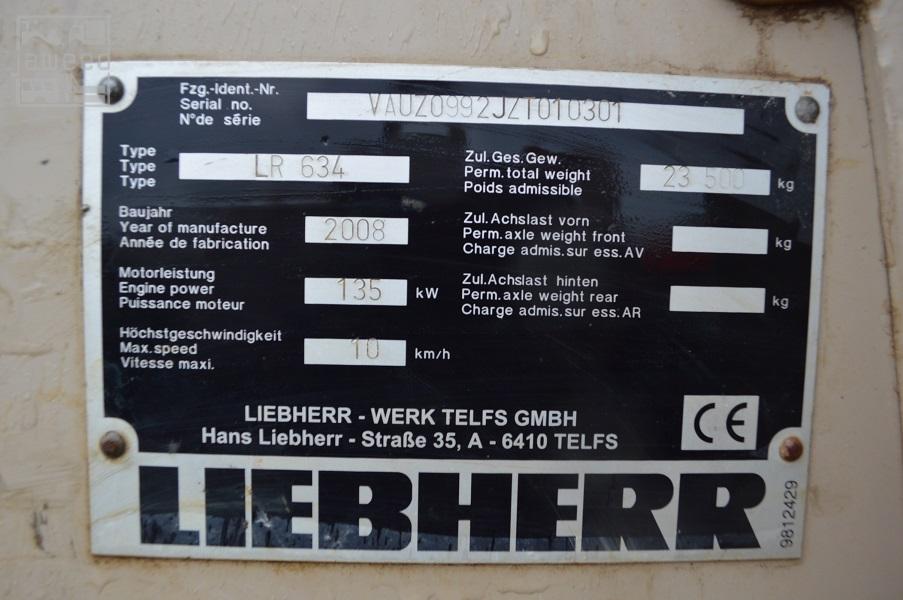 Fzg.-Ident.-Nr.
Serial no.
N°de série
VAUZ0992JZT010301
Type
Type
Type
LR 634
Baujahr
Year of manufacture
Année de fabrication
2008
Motorleistung
Engine power
Puissance moteur
135 kW
Höchstgeschwindigkeit
Max.speed
Vitesse maxi.
10 km/h
Zul.Ges.Gew.
Perm.total weight
Poids admissible
23 500 kg
Zul.Achslast vorn
Perm.axle weight front
Charge admis.sur ess.AV
kg
Zul.Achslast hinten
Perm.axle weight rear
Charge admis.sur ess.AR
kg
LIEBHERR - WERK TELFS GMBH
Hans Liebherr - Straße 35, A - 6410 TELFS
CE
LIEBHERR
9812429